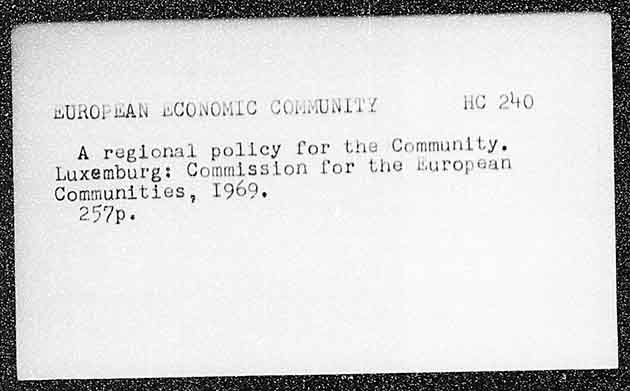 EUROPEAN ECONOMIC COMMUNITY HC 240
A regional policy for the Community.
Luxemburg: Commission for the European
Communities, 1969.
257p.